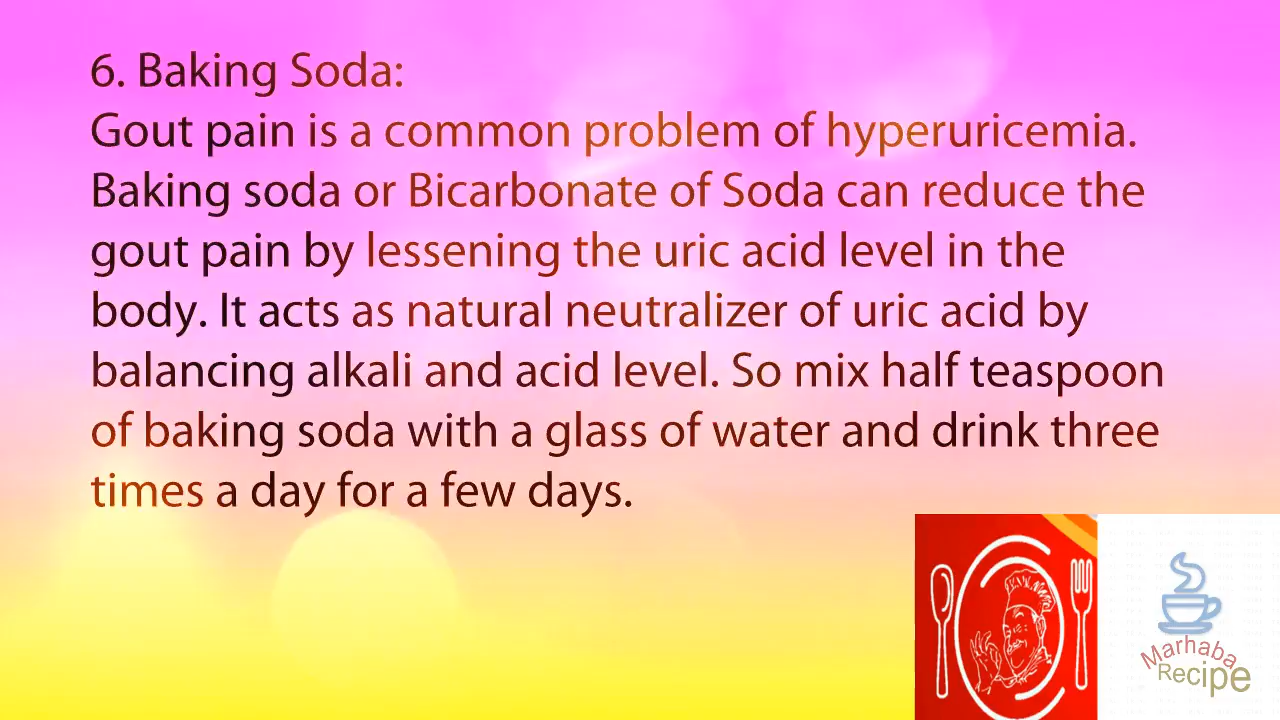 6. Baking Soda:
Gout pain is a common problem of hyperuricemia.
Baking soda or Bicarbonate of Soda can reduce the
gout pain by lessening the uric acid level in the
body. It acts as natural neutralizer of uric acid by
balancing alkali and acid level. So mix half teaspoon
of baking soda with a glass of water and drink three
times a day for a few days.
Marhaba
Recipe